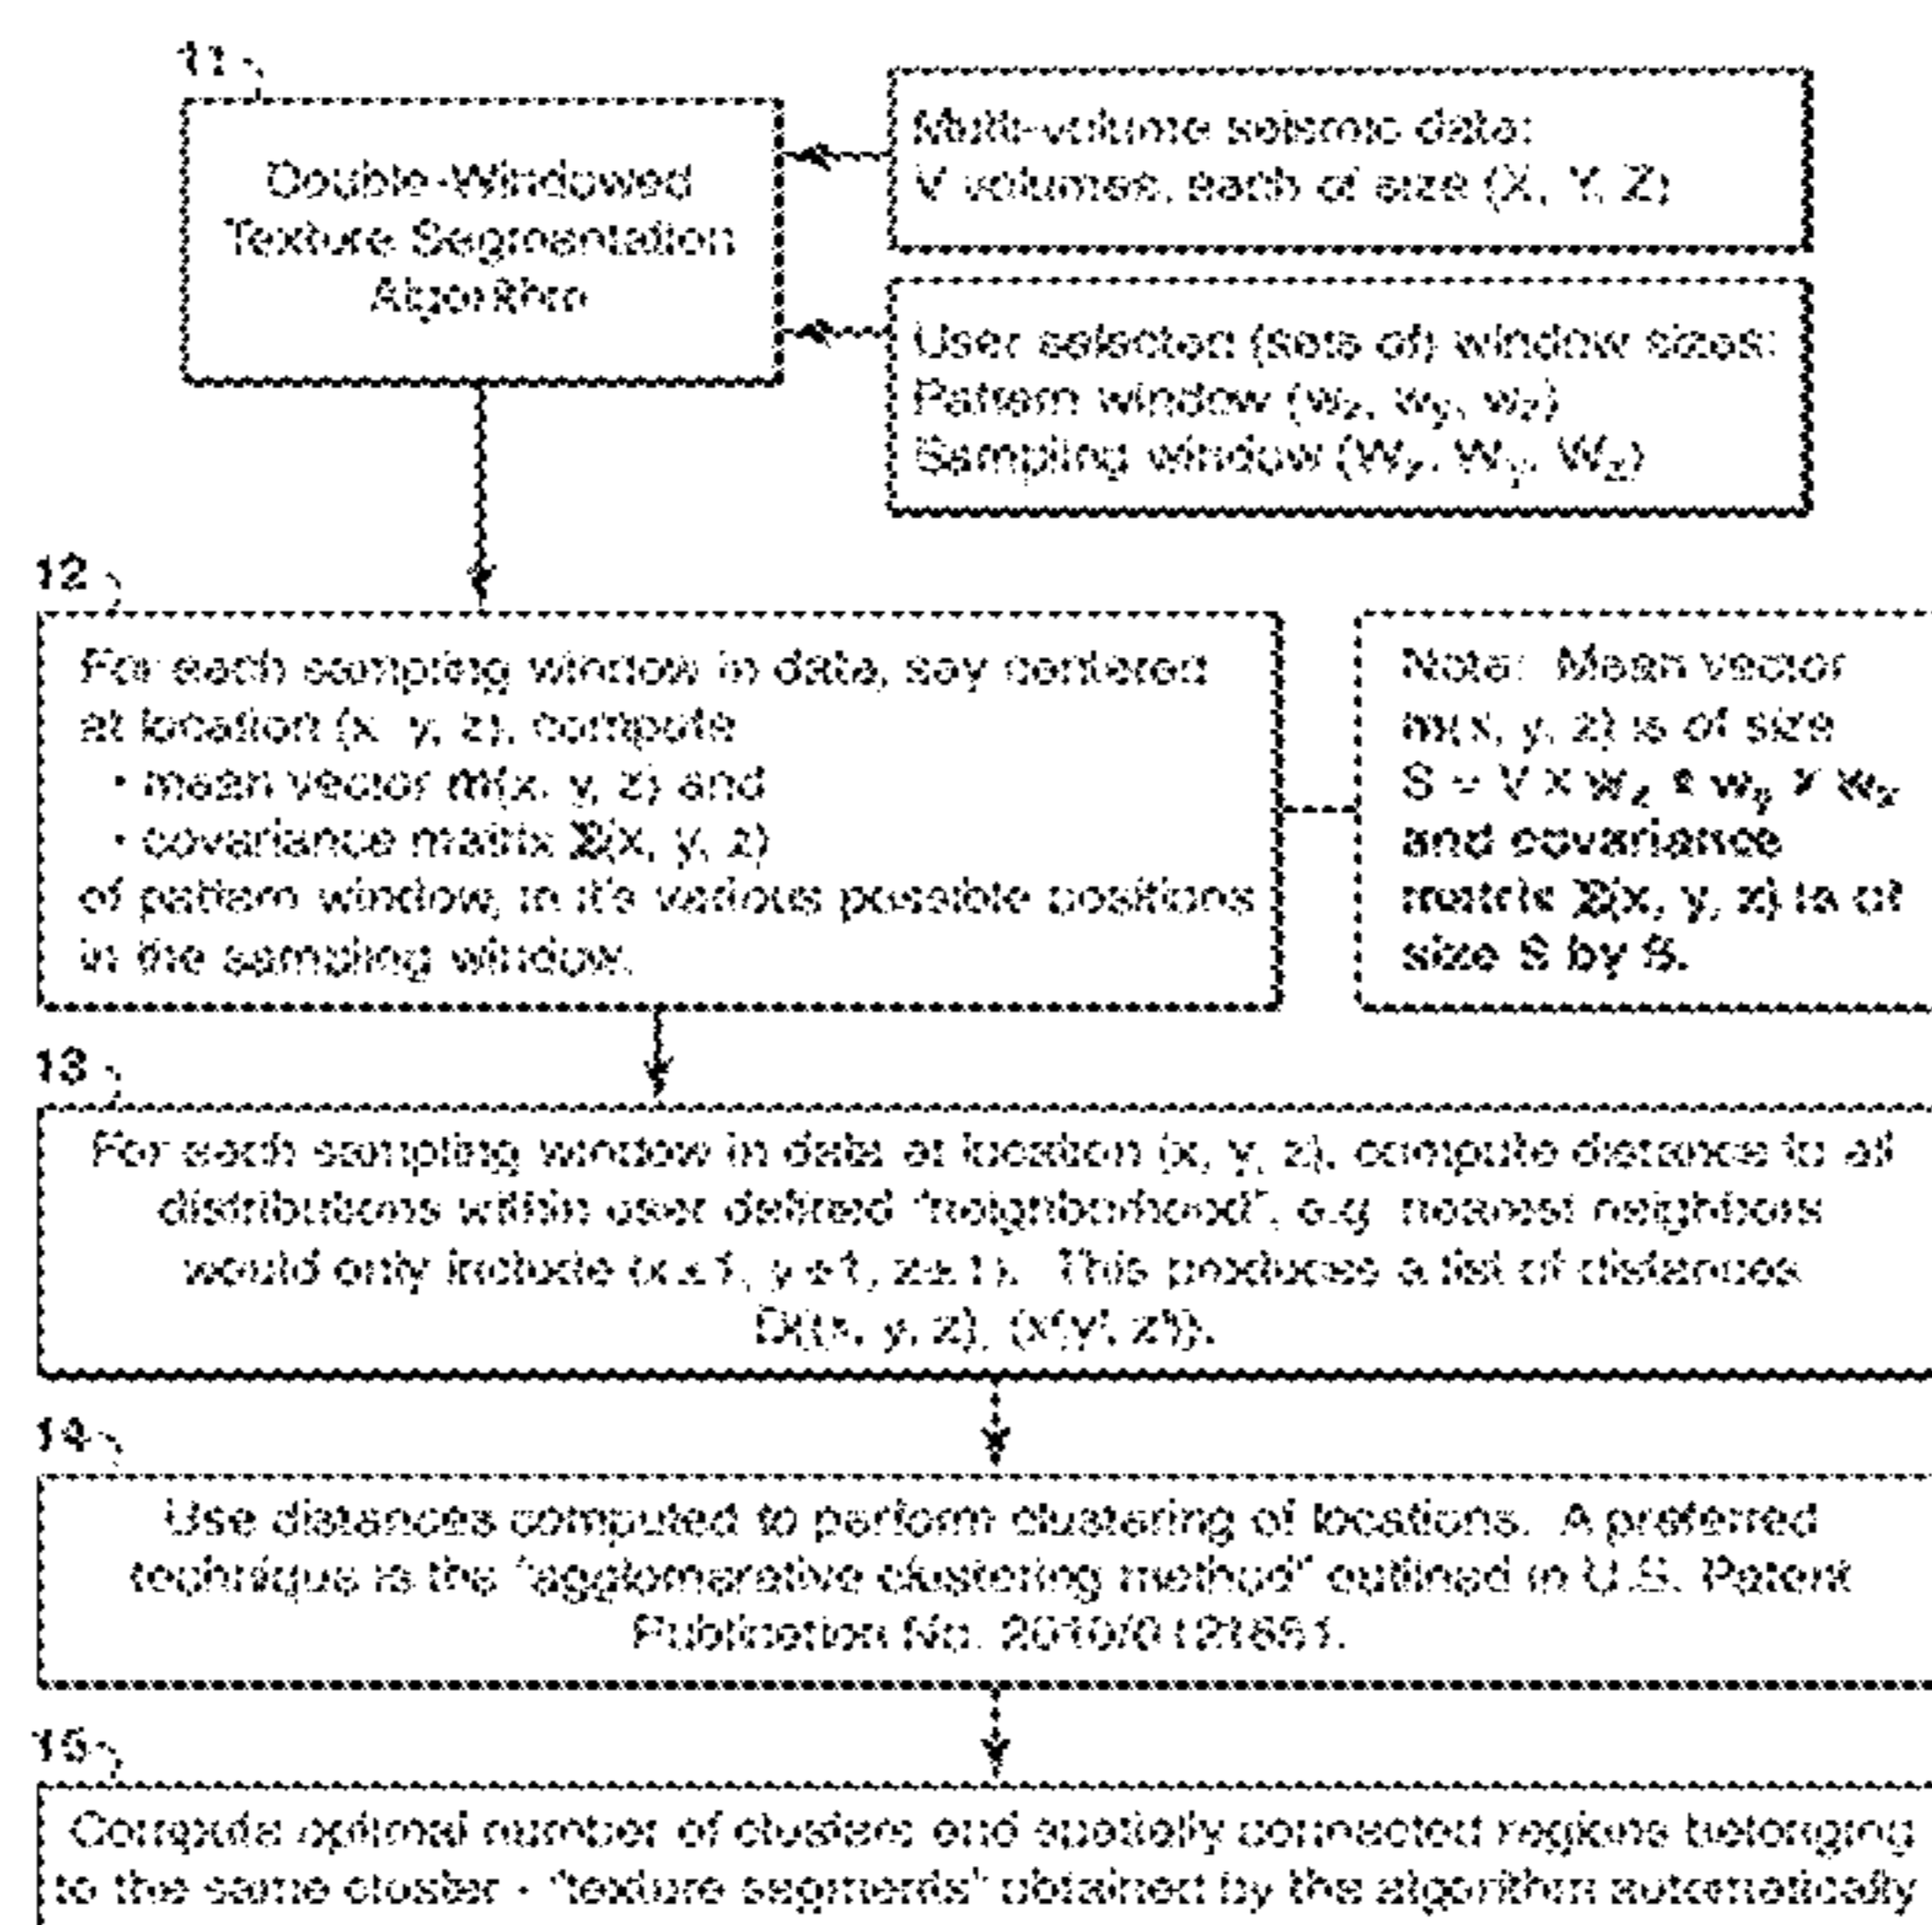 11
Double-Windowed
Texture Segmentation
Algorithm
Multi-volume seismic data:
V volumes, each of size (X, Y, Z)
User selected (sets of) window sizes:
Pattern window (wₓ, wᵧ, w_z)
Sampling window (Wₓ, Wᵧ, W_z)
12
For each sampling window in data, say centered
at location (x, y, z), compute
• mean vector m(x, y, z) and
• covariance matrix Σ(x, y, z)
of pattern window, in it's various possible positions
in the sampling window.
Note: Mean vector
m(x, y, z) is of size
S = V × w_z × wᵧ × wₓ
and covariance
matrix Σ(x, y, z) is of
size S by S.
13
For each sampling window in data at location (x, y, z), compute distance to all
distributions within user defined "neighborhood", e.g. nearest neighbors
would only include (x±1, y±1, z±1). This produces a list of distances
D((x, y, z), (x', y', z')).
14
Use distances computed to perform clustering of locations. A preferred
technique is the "agglomerative clustering method" outlined in U.S. Patent
Publication No.
15
Compute optimal number of clusters and spatially connected regions belonging
to the same cluster - "texture segments" obtained by the algorithm automatically